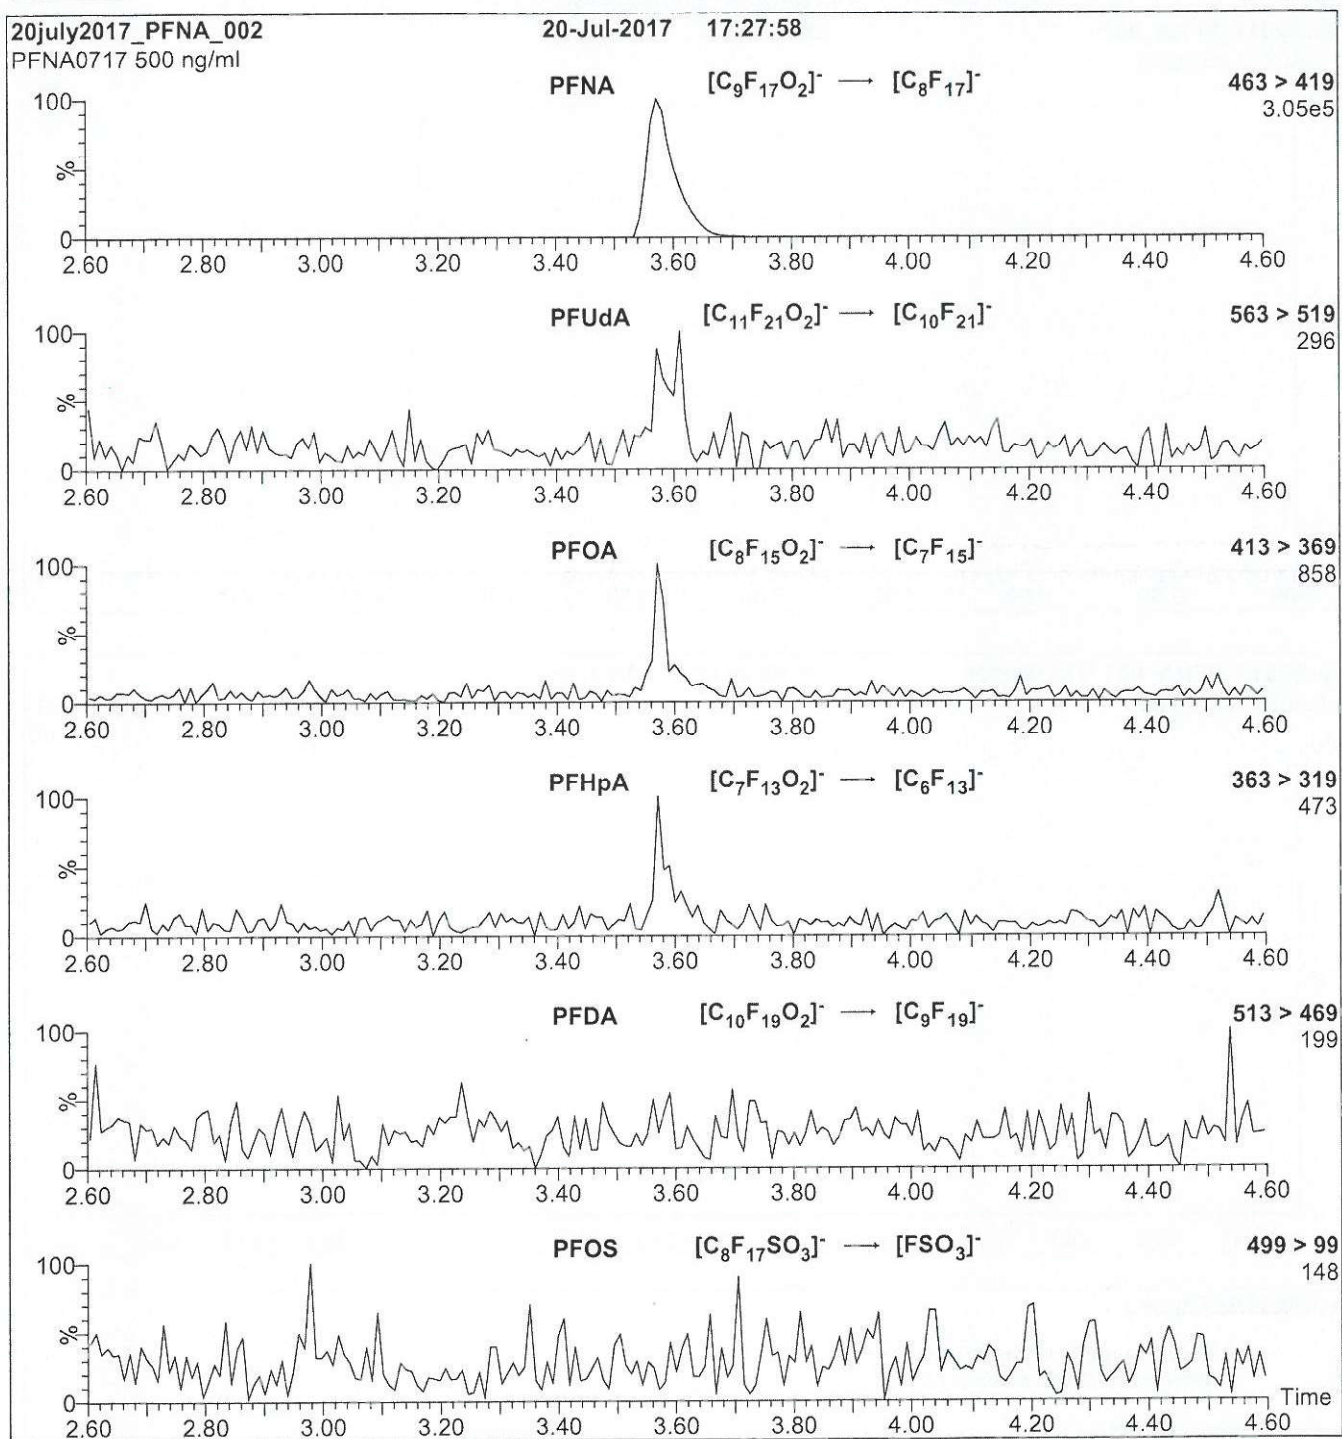 20july2017_PFNA_002 20-Jul-2017 17:27:58
PFNA0717 500 ng/ml
PFNA [C₉F₁₇O₂]⁻ → [C₈F₁₇]⁻ 463 > 419
3.05e5
100
%
0
2.60 2.80 3.00 3.20 3.40 3.60 3.80 4.00 4.20 4.40 4.60
PFUdA [C₁₁F₂₁O₂]⁻ → [C₁₀F₂₁]⁻ 563 > 519
296
100
%
0
2.60 2.80 3.00 3.20 3.40 3.60 3.80 4.00 4.20 4.40 4.60
PFOA [C₈F₁₅O₂]⁻ → [C₇F₁₅]⁻ 413 > 369
858
100
%
0
2.60 2.80 3.00 3.20 3.40 3.60 3.80 4.00 4.20 4.40 4.60
PFHpA [C₇F₁₃O₂]⁻ → [C₆F₁₃]⁻ 363 > 319
473
100
%
0
2.60 2.80 3.00 3.20 3.40 3.60 3.80 4.00 4.20 4.40 4.60
PFDA [C₁₀F₁₉O₂]⁻ → [C₉F₁₉]⁻ 513 > 469
199
100
%
0
2.60 2.80 3.00 3.20 3.40 3.60 3.80 4.00 4.20 4.40 4.60
PFOS [C₈F₁₇SO₃]⁻ → [FSO₃]⁻ 499 > 99
148
100
%
0
Time
2.60 2.80 3.00 3.20 3.40 3.60 3.80 4.00 4.20 4.40 4.60